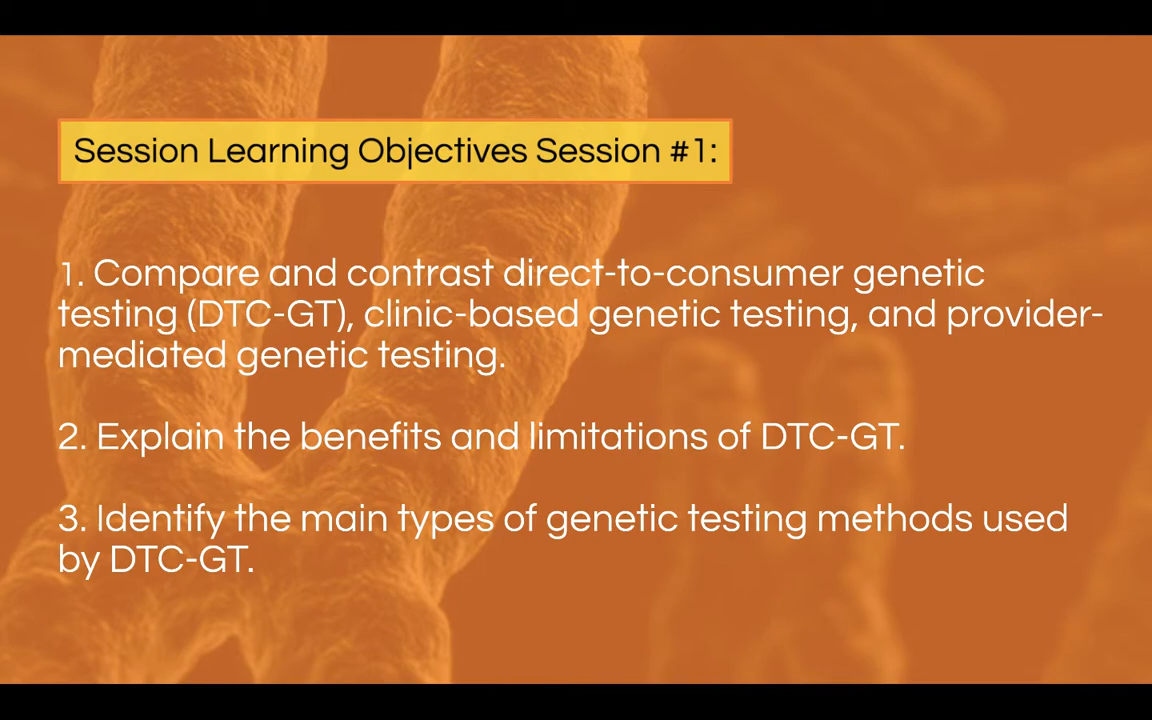 Session Learning Objectives Session #1:
1. Compare and contrast direct-to-consumer genetic
testing (DTC-GT), clinic-based genetic testing, and provider-
mediated genetic testing.
2. Explain the benefits and limitations of DTC-GT.
3. Identify the main types of genetic testing methods used
by DTC-GT.